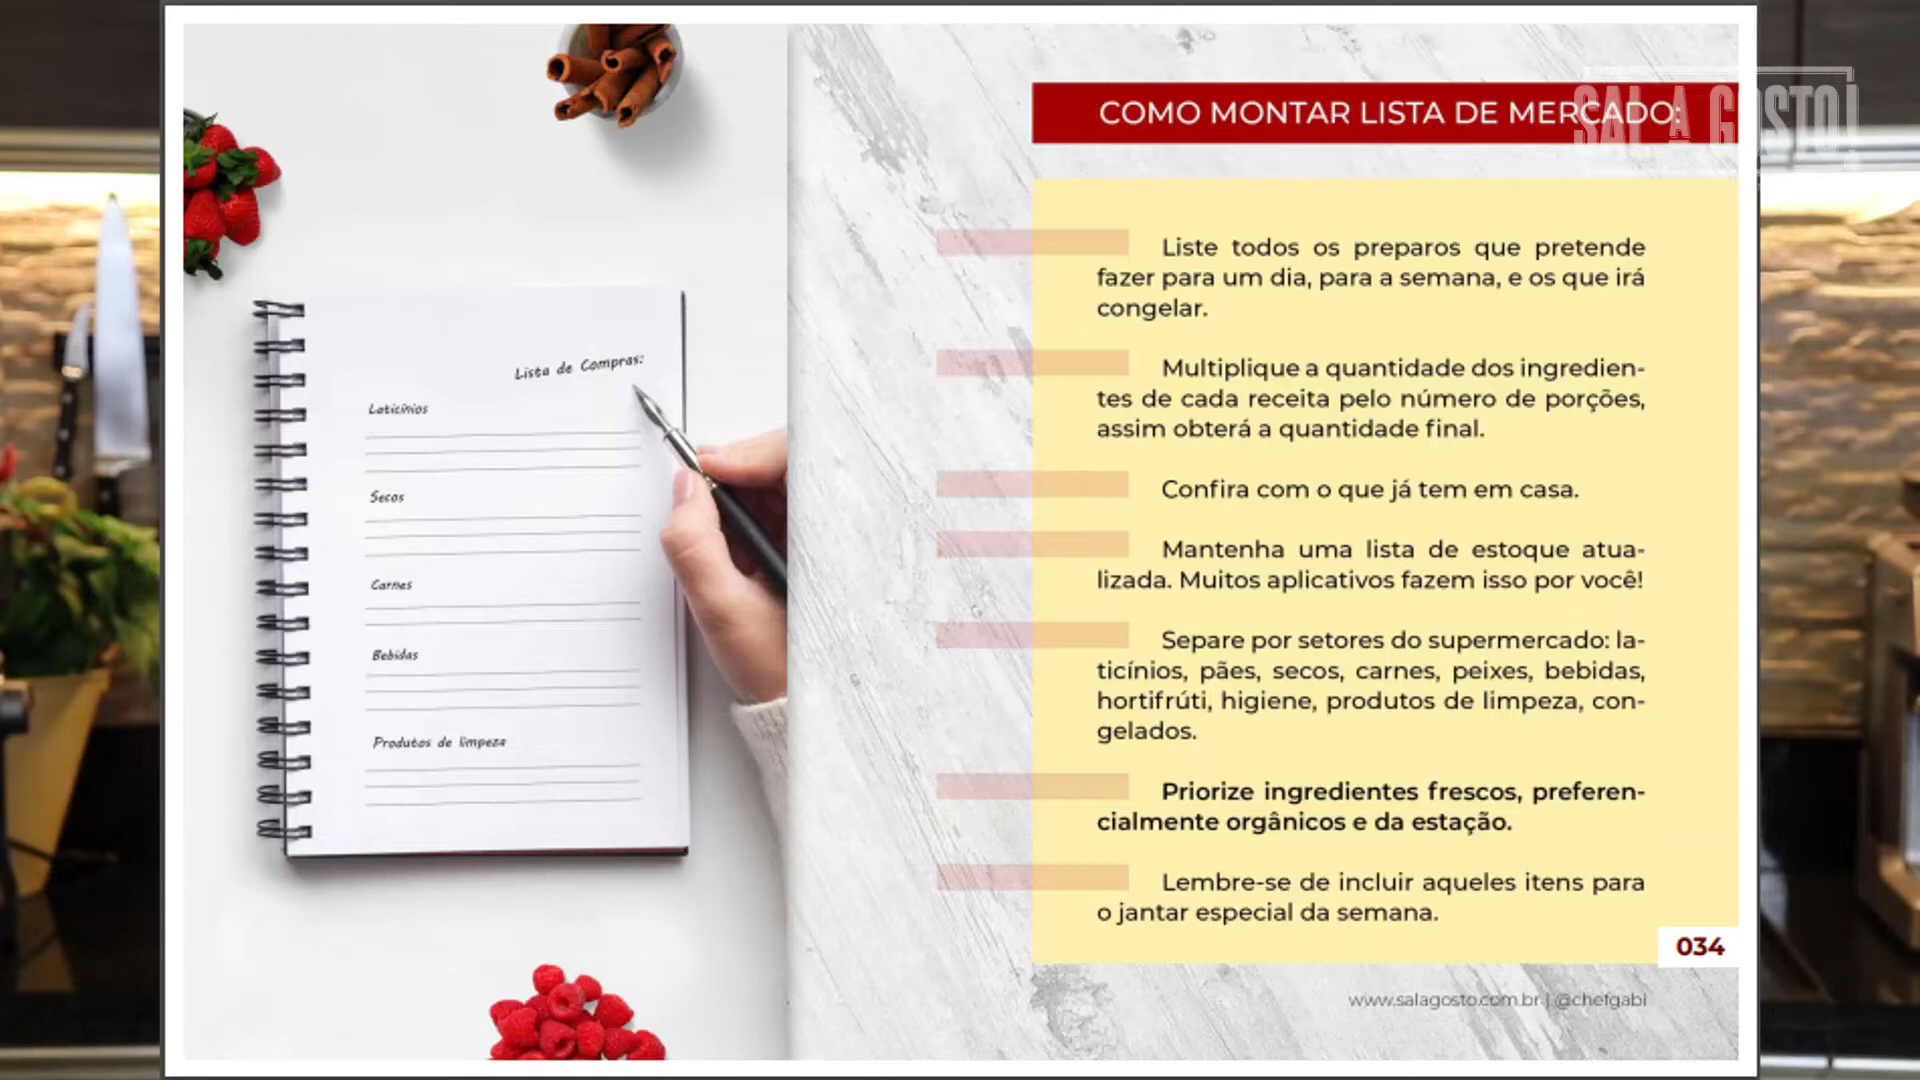 SAL A GOSTO!
COMO MONTAR LISTA DE MERCADO:
Liste todos os preparos que pretende
fazer para um dia, para a semana, e os que irá
congelar.
Multiplique a quantidade dos ingredien-
tes de cada receita pelo número de porções,
assim obterá a quantidade final.
Confira com o que já tem em casa.
Mantenha uma lista de estoque atua-
lizada. Muitos aplicativos fazem isso por você!
Separe por setores do supermercado: la-
ticínios, pães, secos, carnes, peixes, bebidas,
hortifrúti, higiene, produtos de limpeza, con-
gelados.
Priorize ingredientes frescos, preferen-
cialmente orgânicos e da estação.
Lembre-se de incluir aqueles itens para
o jantar especial da semana.
034
www.salagosto.com.br | @chefgabi
Lista de Compras:
Laticínios
Secos
Carnes
Bebidas
Produtos de limpeza